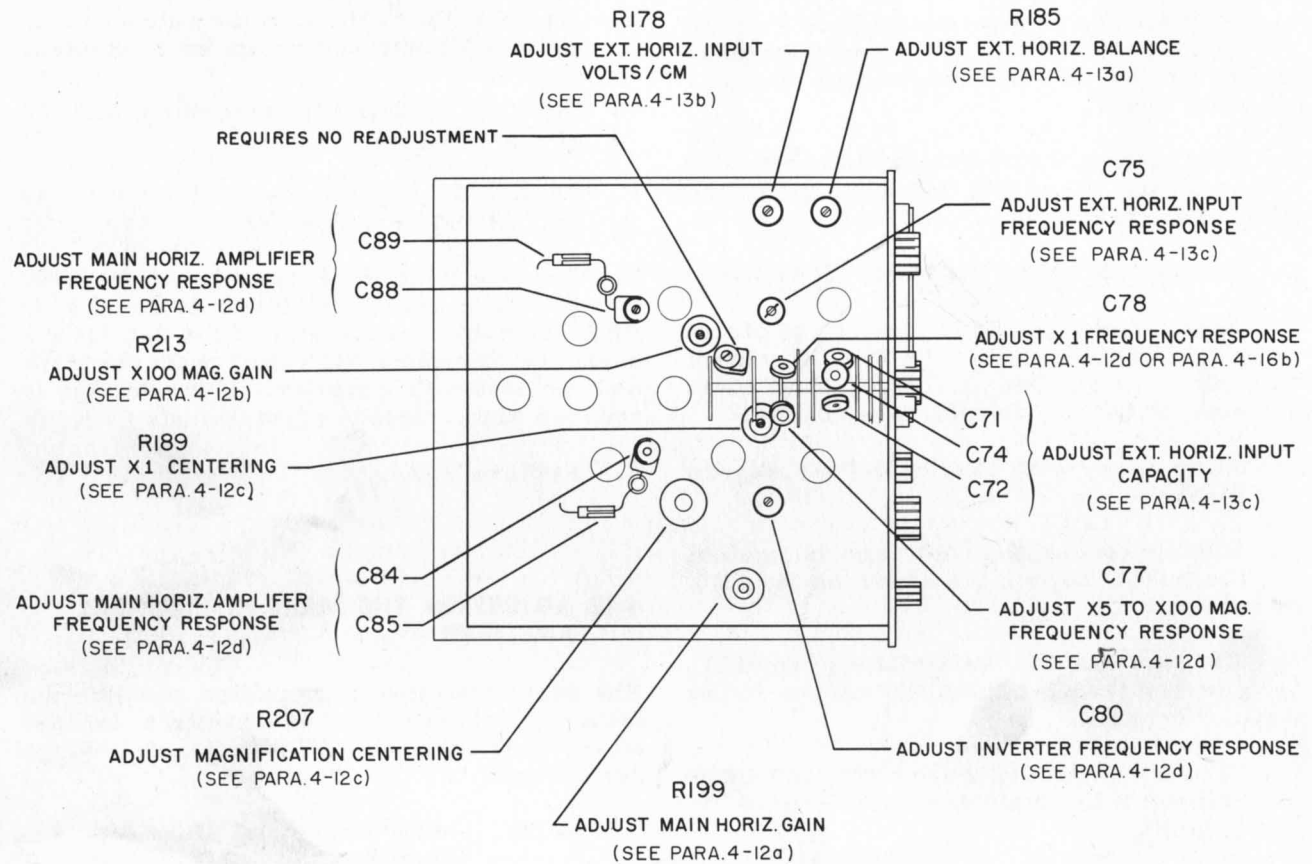 R178
ADJUST EXT. HORIZ. INPUT
VOLTS / CM
(SEE PARA. 4-13b)
R185
ADJUST EXT. HORIZ. BALANCE
(SEE PARA. 4-13a)
REQUIRES NO READJUSTMENT
C75
ADJUST EXT. HORIZ. INPUT
FREQUENCY RESPONSE
(SEE PARA. 4-13c)
C89
C88
ADJUST MAIN HORIZ. AMPLIFIER
FREQUENCY RESPONSE
(SEE PARA. 4-12d)
C78
ADJUST X 1 FREQUENCY RESPONSE
(SEE PARA. 4-12d OR PARA. 4-16b)
R213
ADJUST X100 MAG. GAIN
(SEE PARA. 4-12b)
C71
C74
C72
ADJUST EXT. HORIZ. INPUT
CAPACITY
(SEE PARA. 4-13c)
R189
ADJUST X 1 CENTERING
(SEE PARA. 4-12c)
C84
C85
ADJUST MAIN HORIZ. AMPLIFER
FREQUENCY RESPONSE
(SEE PARA. 4-12d)
C77
ADJUST X5 TO X100 MAG.
FREQUENCY RESPONSE
(SEE PARA. 4-12d)
R207
ADJUST MAGNIFICATION CENTERING
(SEE PARA. 4-12c)
C80
ADJUST INVERTER FREQUENCY RESPONSE
(SEE PARA. 4-12d)
R199
ADJUST MAIN HORIZ. GAIN
(SEE PARA. 4-12a)